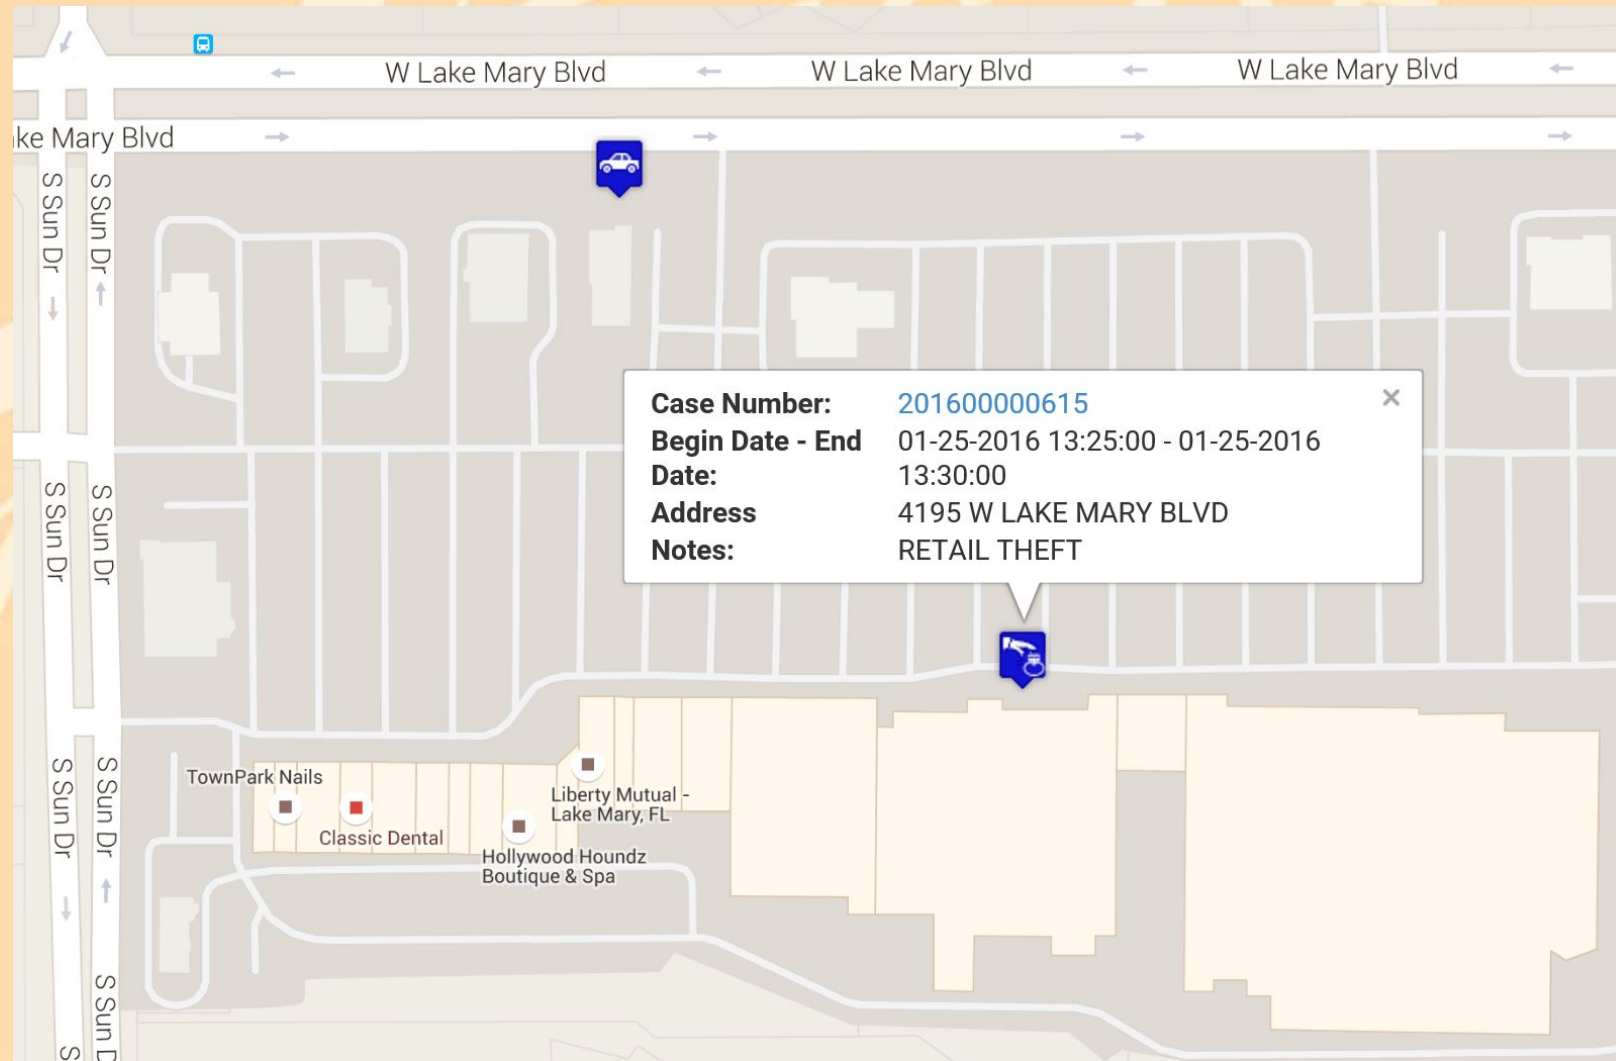 W Lake Mary Blvd
W Lake Mary Blvd
W Lake Mary Blvd
ke Mary Blvd
S Sun Dr
S Sun Dr
Case Number: 201600000615
Begin Date - End 01-25-2016 13:25:00 - 01-25-2016
Date: 13:30:00
Address 4195 W LAKE MARY BLVD
Notes: RETAIL THEFT
S Sun Dr
S Sun Dr
S Sun Dr
S Sun Dr
TownPark Nails
Classic Dental
Liberty Mutual -
Lake Mary, FL
Hollywood Houndz
Boutique & Spa
S Sun D
S